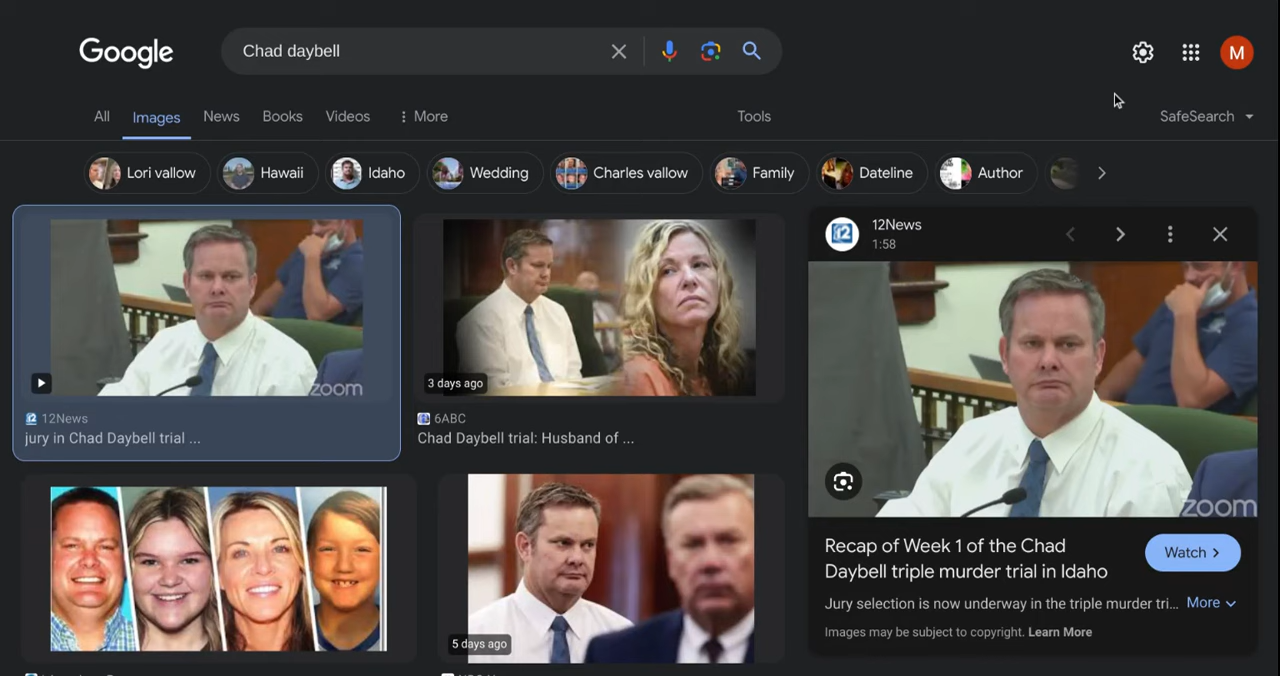 Google
Chad daybell
M
All
Images
News
Books
Videos
More
Tools
SafeSearch
Lori vallow
Hawaii
Idaho
Wedding
Charles vallow
Family
Dateline
Author
12News
1:58
zoom
12News
jury in Chad Daybell trial ...
3 days ago
6ABC
Chad Daybell trial: Husband of ...
5 days ago
zoom
Recap of Week 1 of the Chad
Daybell triple murder trial in Idaho
Watch
Jury selection is now underway in the triple murder tri... More
Images may be subject to copyright. Learn More